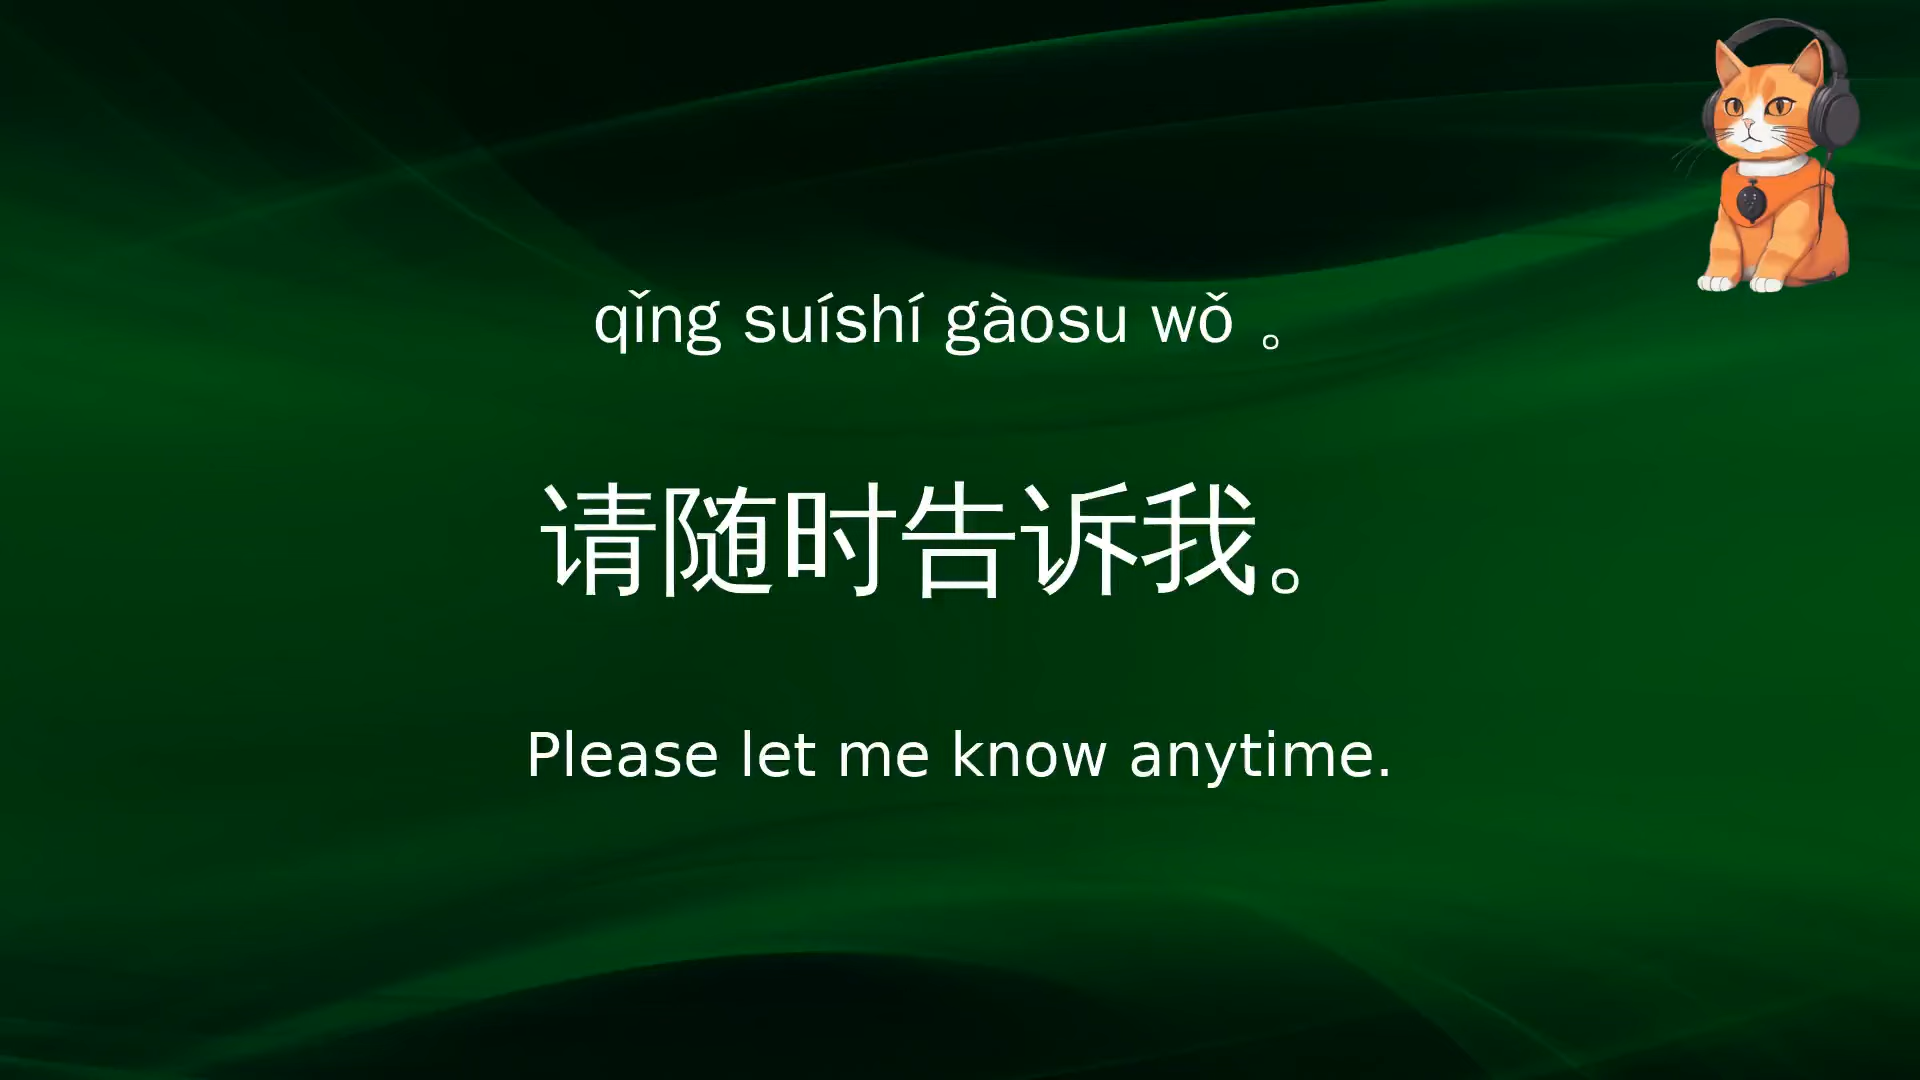 qǐng suíshí gàosu wǒ 。
请随时告诉我。
Please let me know anytime.